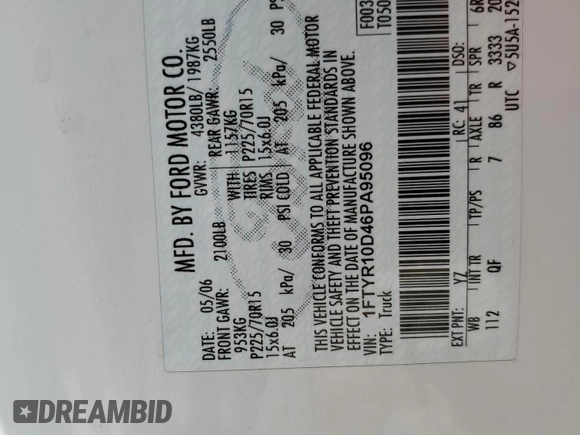 MFD. BY FORD MOTOR CO.
DATE: 05/06 GVWR: 4380LB/ 1987KG
FRONT GAWR: 2100LB REAR GAWR: 2550LB
953KG 1157KG WITH
P225/70R15 P225/70R15 TIRES
15x6.0J 15x6.0J RIMS
AT 205 kPa/ 30 PSI COLD AT 205 kPa/ 30 PS
THIS VEHICLE CONFORMS TO ALL APPLICABLE FEDERAL MOTOR
VEHICLE SAFETY AND THEFT PREVENTION STANDARDS IN
EFFECT ON THE DATE OF MANUFACTURE SHOWN ABOVE.
VIN: 1FTYR10D46PA95096
TYPE: Truck
F003
T050
EXT PNT: YZ RC: 41 DSO:
WB INT TR TP/PS R AXLE TR SPR
112 QF 7 86 R 3333
UTC ▽5U5A-152
DREAMBID